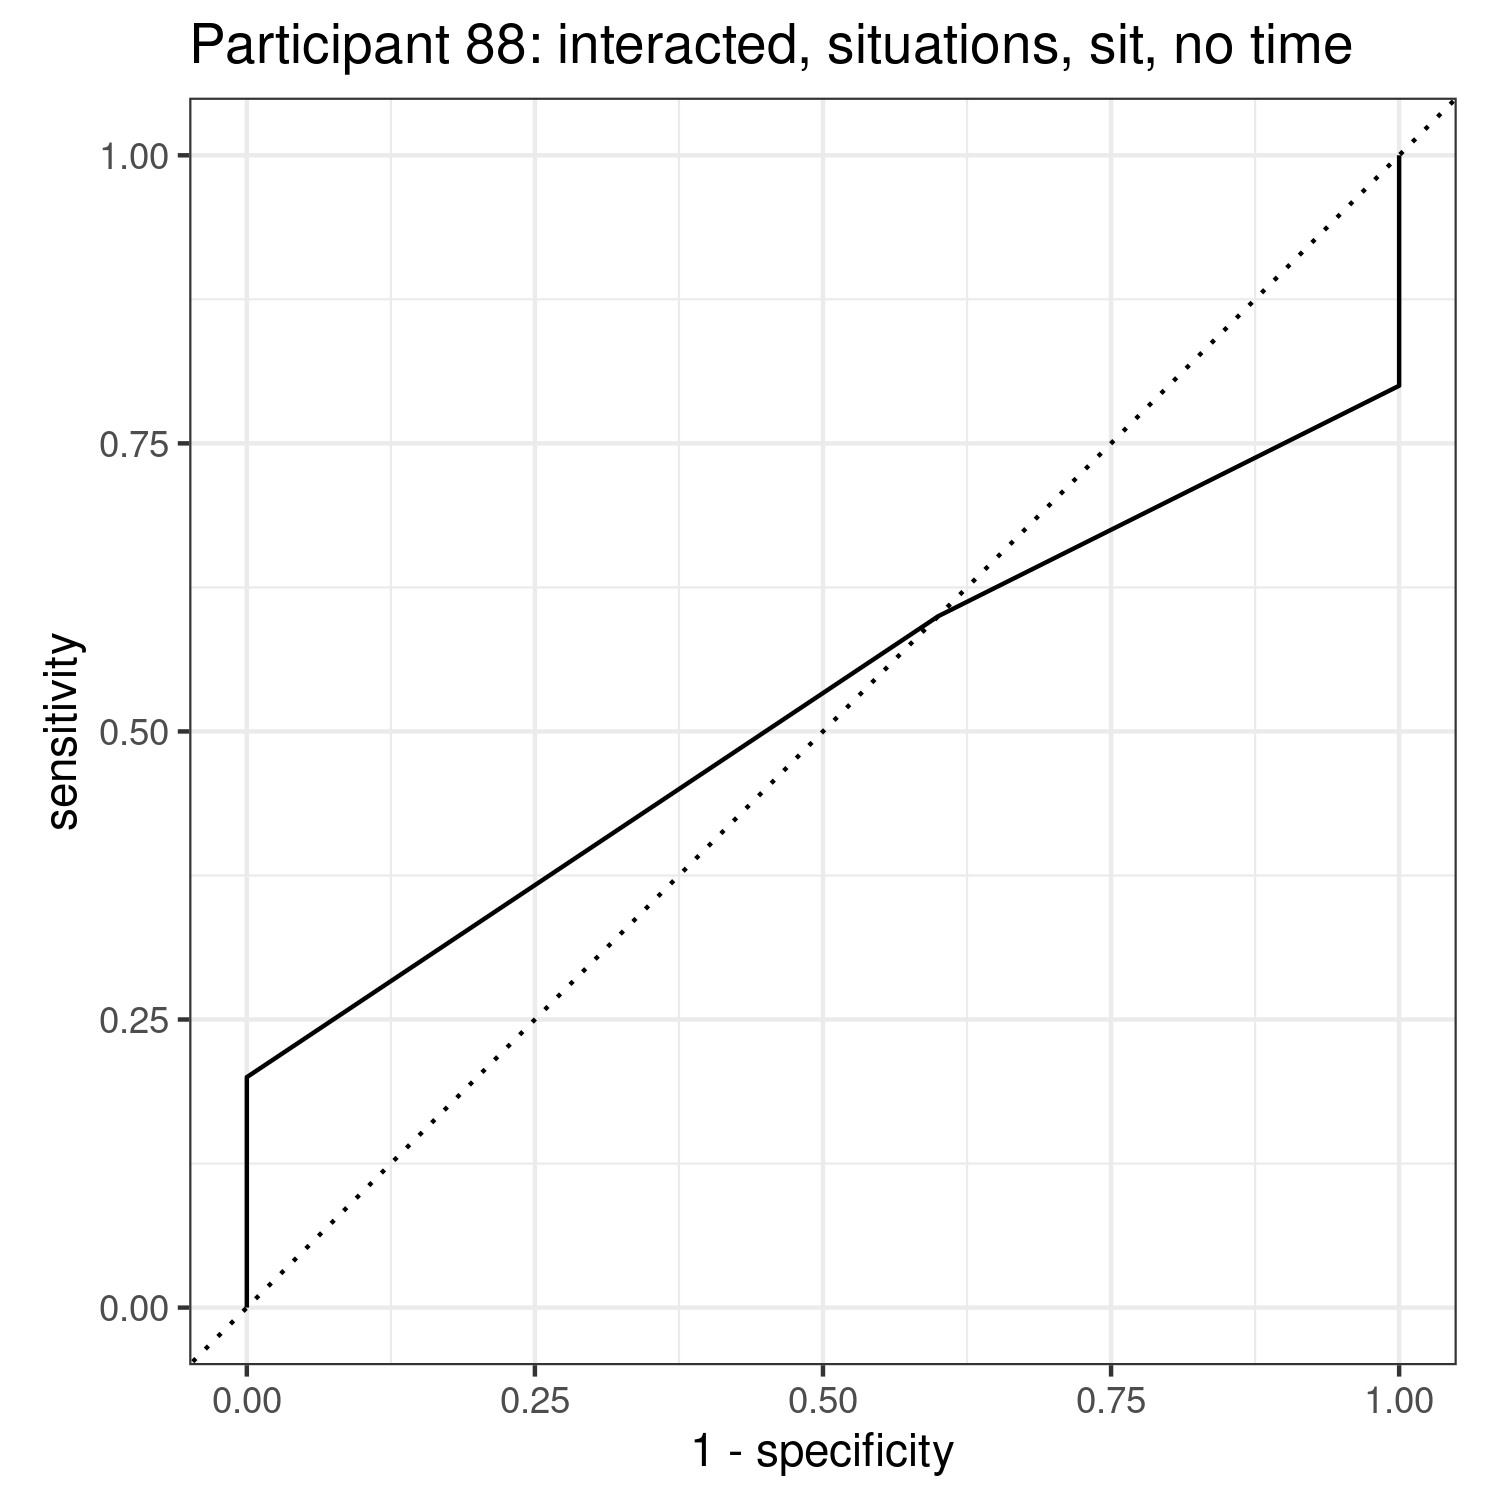 Participant 88: interacted, situations, sit, no time
sensitivity
1.00
0.75
0.50
0.25
0.00
0.00 0.25 0.50 0.75 1.00
1 - specificity